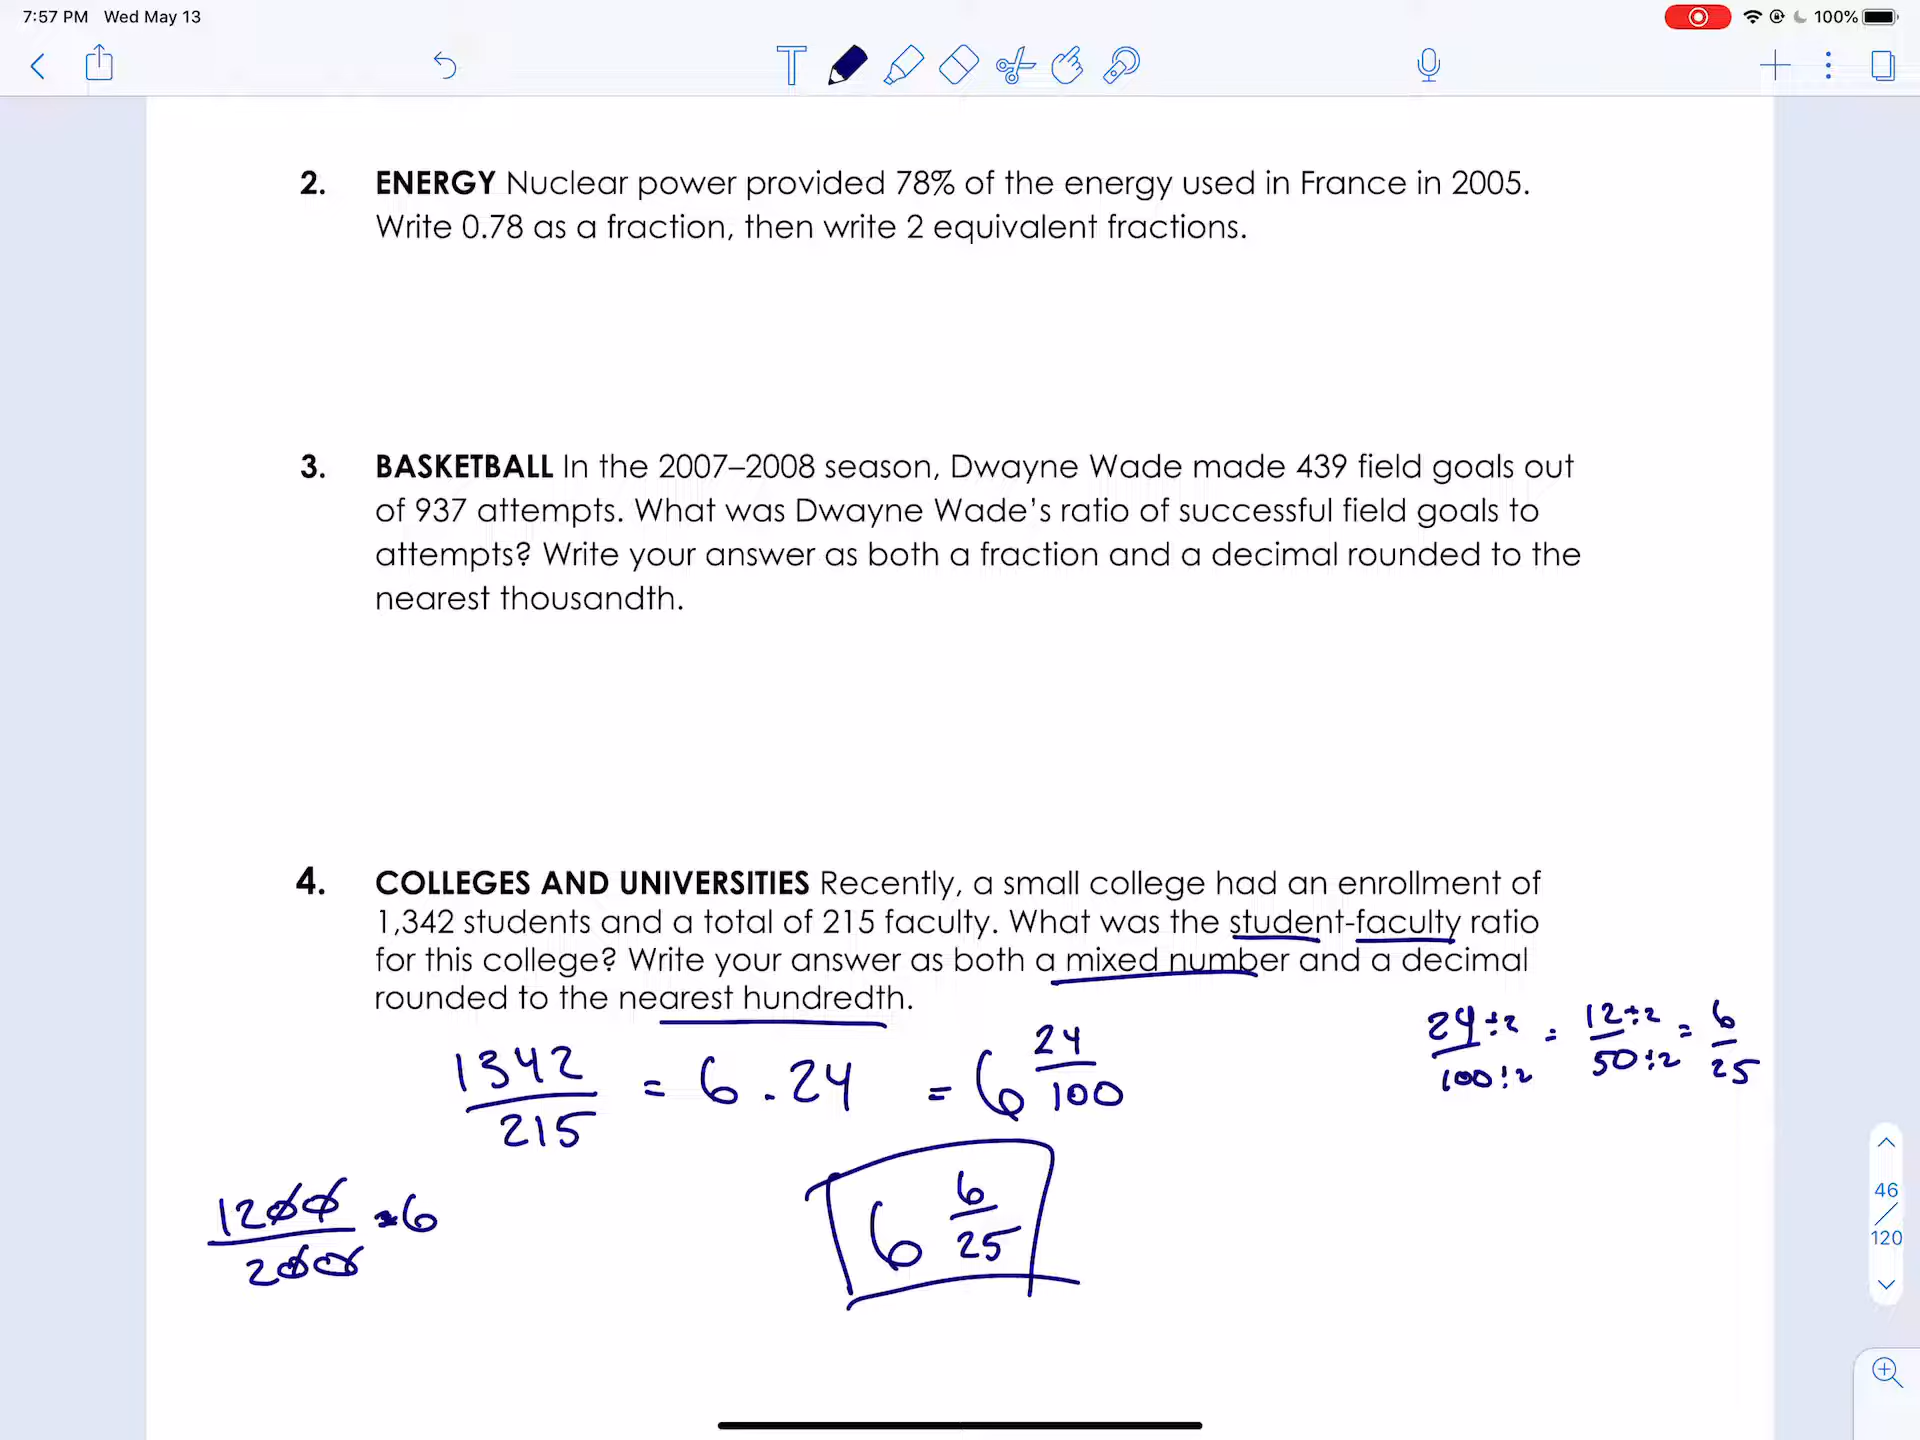 7:57 PM Wed May 13
100%
2. ENERGY Nuclear power provided 78% of the energy used in France in 2005.
Write 0.78 as a fraction, then write 2 equivalent fractions.
3. BASKETBALL In the 2007–2008 season, Dwayne Wade made 439 field goals out
of 937 attempts. What was Dwayne Wade's ratio of successful field goals to
attempts? Write your answer as both a fraction and a decimal rounded to the
nearest thousandth.
4. COLLEGES AND UNIVERSITIES Recently, a small college had an enrollment of
1,342 students and a total of 215 faculty. What was the student-faculty ratio
for this college? Write your answer as both a mixed number and a decimal
rounded to the nearest hundredth.
1342/215 = 6.24 = 6 24/100
24÷2/100÷2 = 12÷2/50÷2 = 6/25
1200/200 = 6
6 6/25
46
/
120